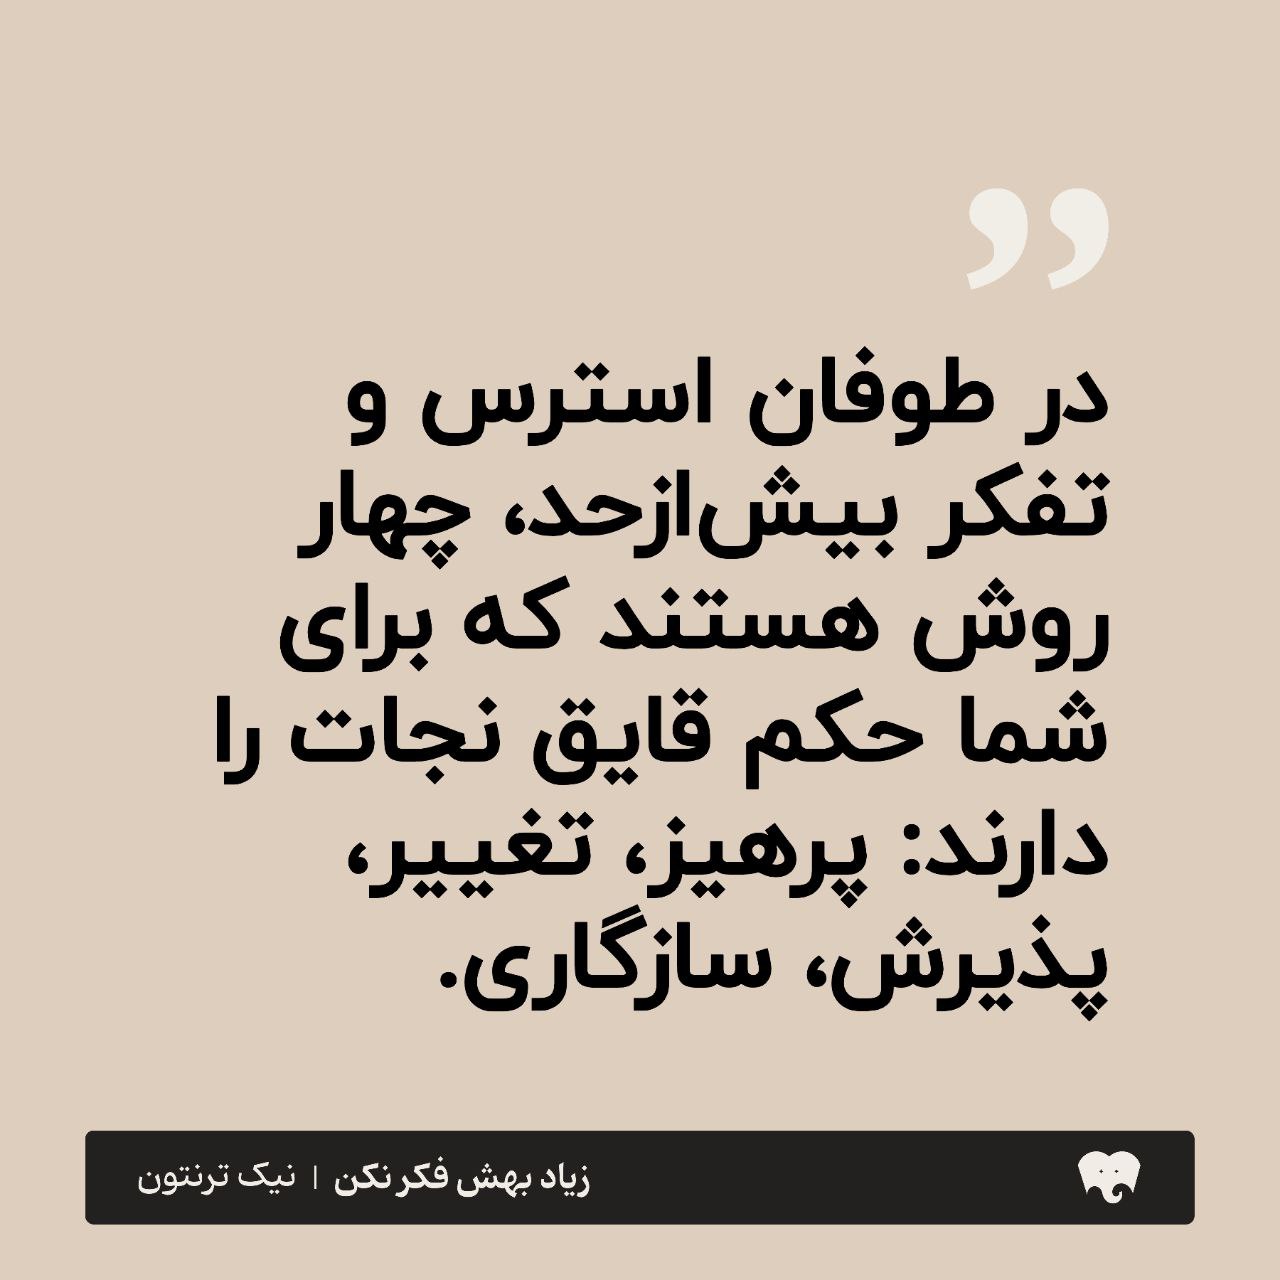 ”
در طوفان استرس و
تفکر بیش‌ازحد، چهار
روش هستند که برای
شما حکم قایق نجات را
دارند: پرهیز، تغییر،
پذیرش، سازگاری.
زیاد بهش فکر نکن | نیک ترنتون